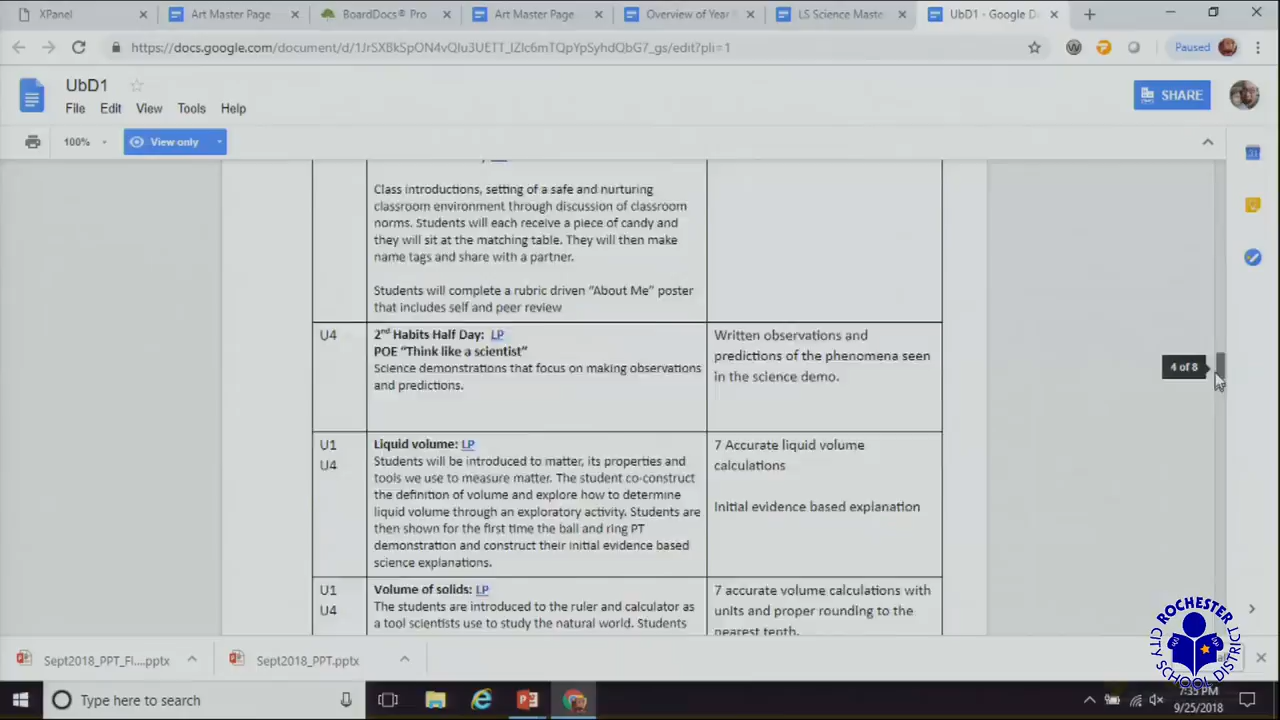 XPanel
Art Master Page
BoardDocs® Pro
Art Master Page
Overview of Year
LS Science Maste
UbD1 - Google D
https://docs.google.com/document/d/1JrSXBkSpON4vQIu3UETT_IZIc6mTQpYpSyhdQbG7_gs/edit?pli=1
Paused
UbD1
File Edit View Tools Help
SHARE
100%
View only
Class introductions, setting of a safe and nurturing
classroom environment through discussion of classroom
norms. Students will each receive a piece of candy and
they will sit at the matching table. They will then make
name tags and share with a partner.
Students will complete a rubric driven “About Me” poster
that includes self and peer review
U4
2nd Habits Half Day: LP
POE “Think like a scientist”
Science demonstrations that focus on making observations
and predictions.
Written observations and
predictions of the phenomena seen
in the science demo.
4 of 8
U1
U4
Liquid volume: LP
Students will be introduced to matter, its properties and
tools we use to measure matter. The student co-construct
the definition of volume and explore how to determine
liquid volume through an exploratory activity. Students are
then shown for the first time the ball and ring PT
demonstration and construct their initial evidence based
science explanations.
7 Accurate liquid volume
calculations
Initial evidence based explanation
U1
U4
Volume of solids: LP
The students are introduced to the ruler and calculator as
a tool scientists use to study the natural world. Students
7 accurate volume calculations with
units and proper rounding to the
nearest tenth.
Sept2018_PPT_FI....pptx
Sept2018_PPT.pptx
ROCHESTER
CITY SCHOOL DISTRICT
Type here to search
7:35 PM
9/25/2018